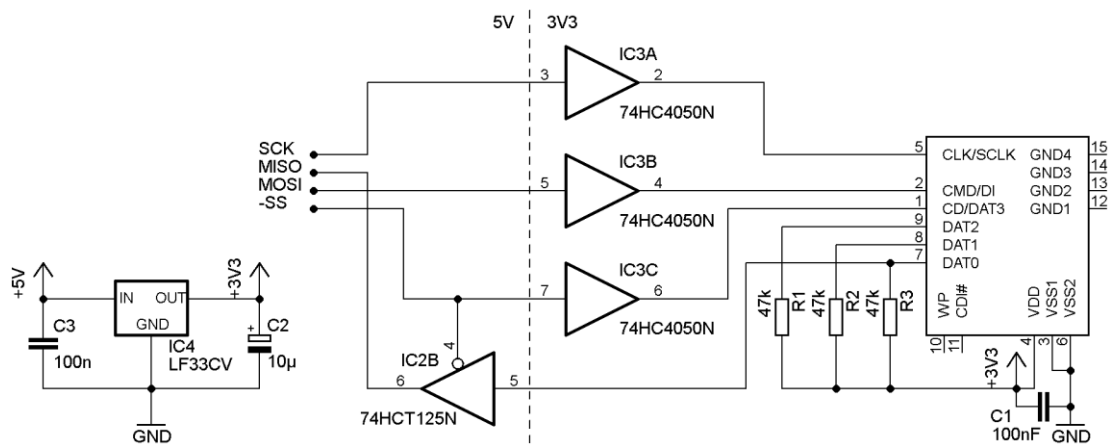 5V 3V3
IC3A
3 2
74HC4050N
SCK
MISO
MOSI
-SS
IC3B
5 4
74HC4050N
IC3C
7 6
74HC4050N
4
IC2B
6 5
74HCT125N
+5V
IN OUT
GND
IC4
LF33CV
C3
100n
+3V3
C2
+
10µ
GND
47k R1
47k R2
47k R3
5 CLK/SCLK GND4 15
GND3 14
2 CMD/DI GND2 13
1 CD/DAT3 GND1 12
9 DAT2
8 DAT1
7 DAT0
WP CDI# VDD VSS1 VSS2
10 11 4 3 6
+3V3
C1
100nF
GND